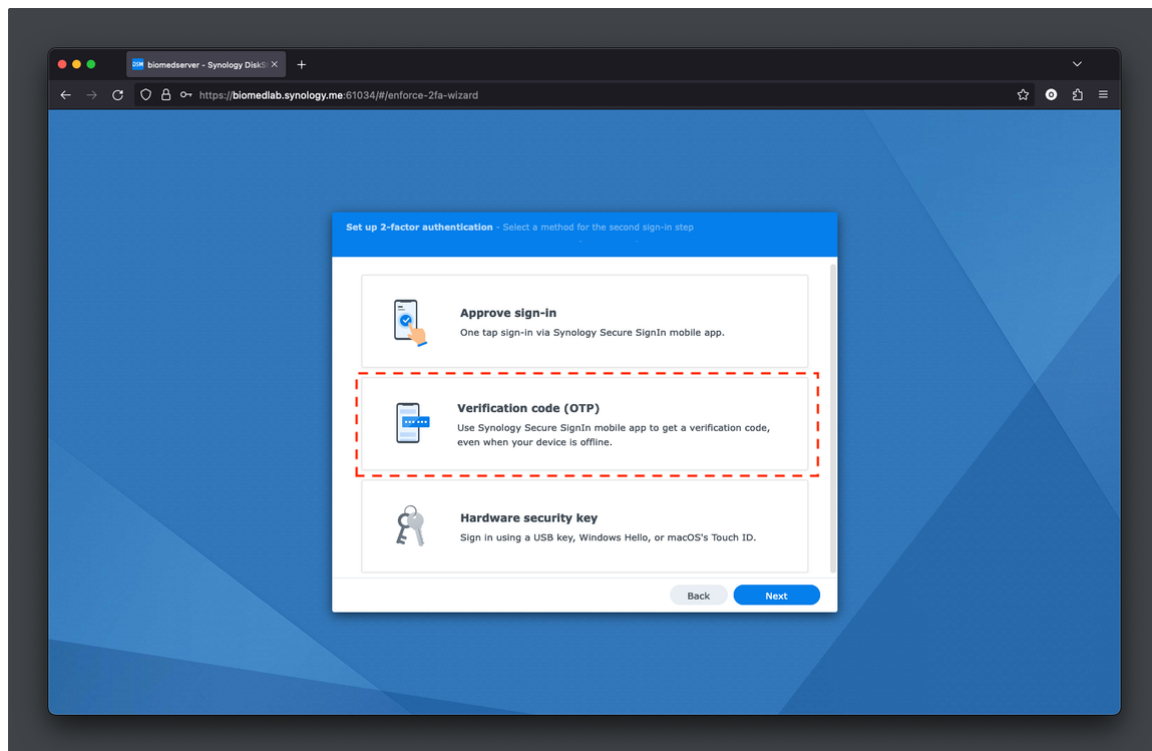 DSM biomedserver - Synology DiskS
https://biomedlab.synology.me:61034/#/enforce-2fa-wizard
Set up 2-factor authentication - Select a method for the second sign-in step
Approve sign-in
One tap sign-in via Synology Secure SignIn mobile app.
Verification code (OTP)
Use Synology Secure SignIn mobile app to get a verification code,
even when your device is offline.
Hardware security key
Sign in using a USB key, Windows Hello, or macOS's Touch ID.
Back Next